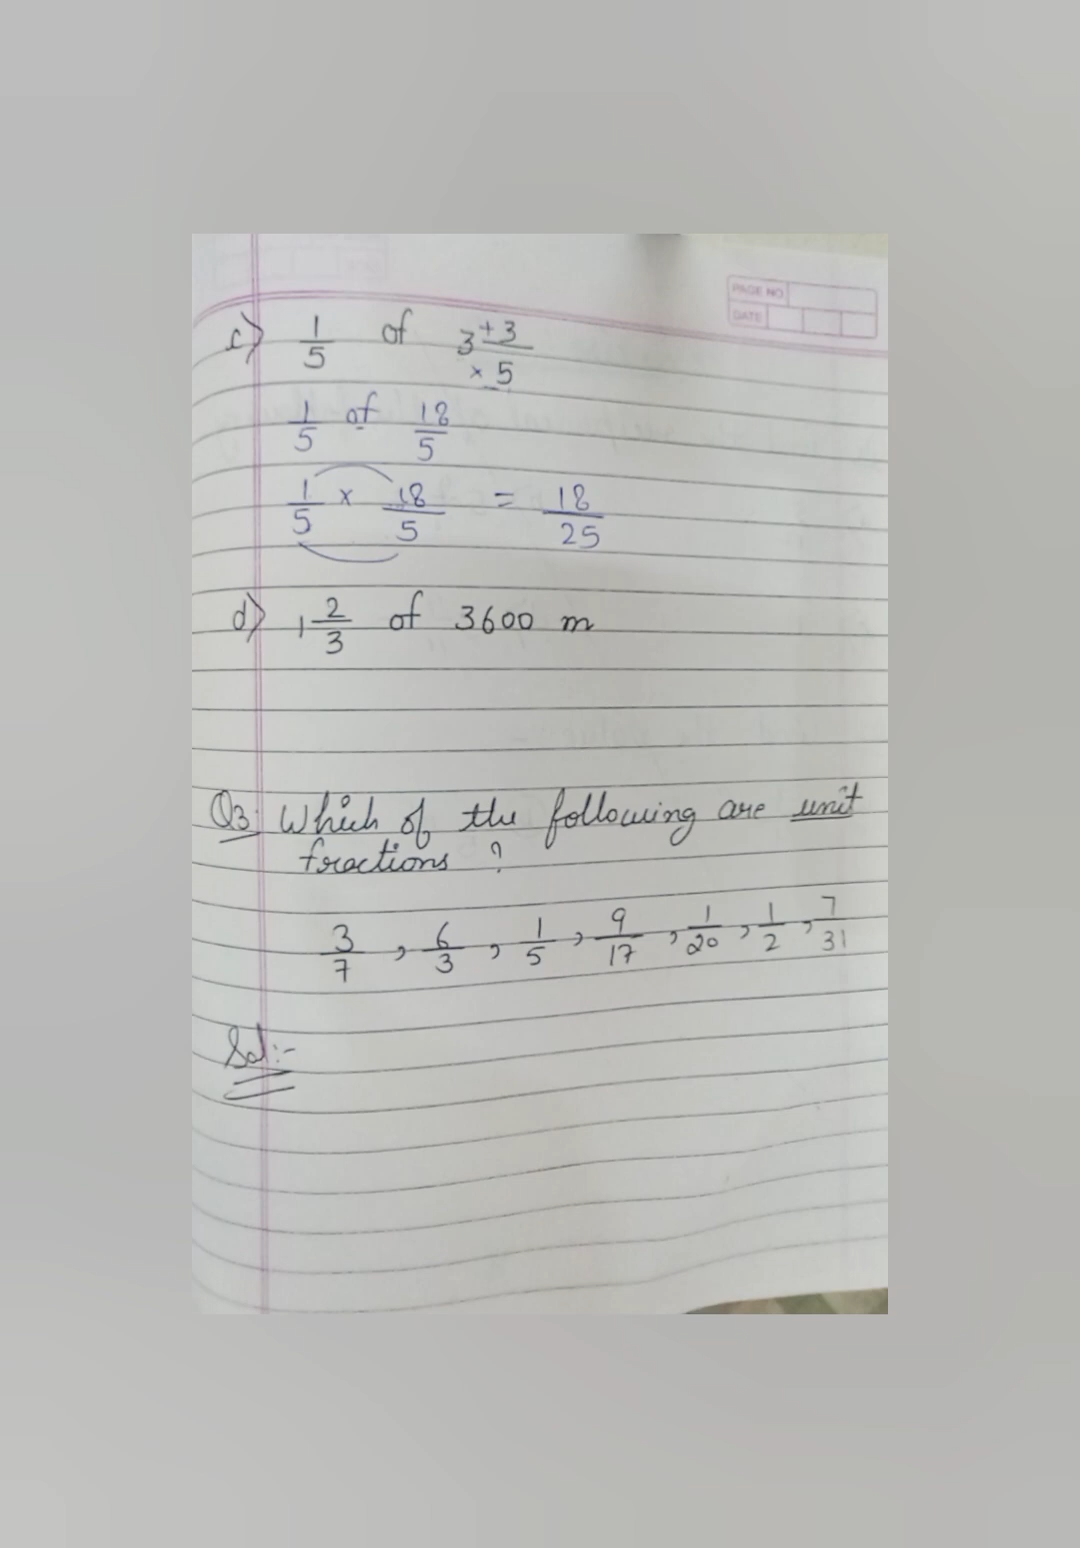 PAGE NO
DATE
c) 1/5 of 3 + 3/× 5
1/5 of 18/5
1/5 × 18/5 = 18/25
d) 1 2/3 of 3600 m
Q3: Which of the following are unit
fractions ?
3/7 , 6/3 , 1/5 , 9/17 , 1/20 , 1/2 , 7/31
Sol:-